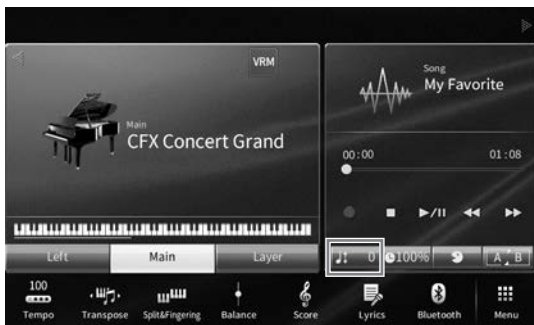 VRM
Main
CFX Concert Grand
Song
My Favorite
00:00
01:08
Left
Main
Layer
0
100%
A B
100
Tempo
Transpose
Split&Fingering
Balance
Score
Lyrics
Bluetooth
Menu